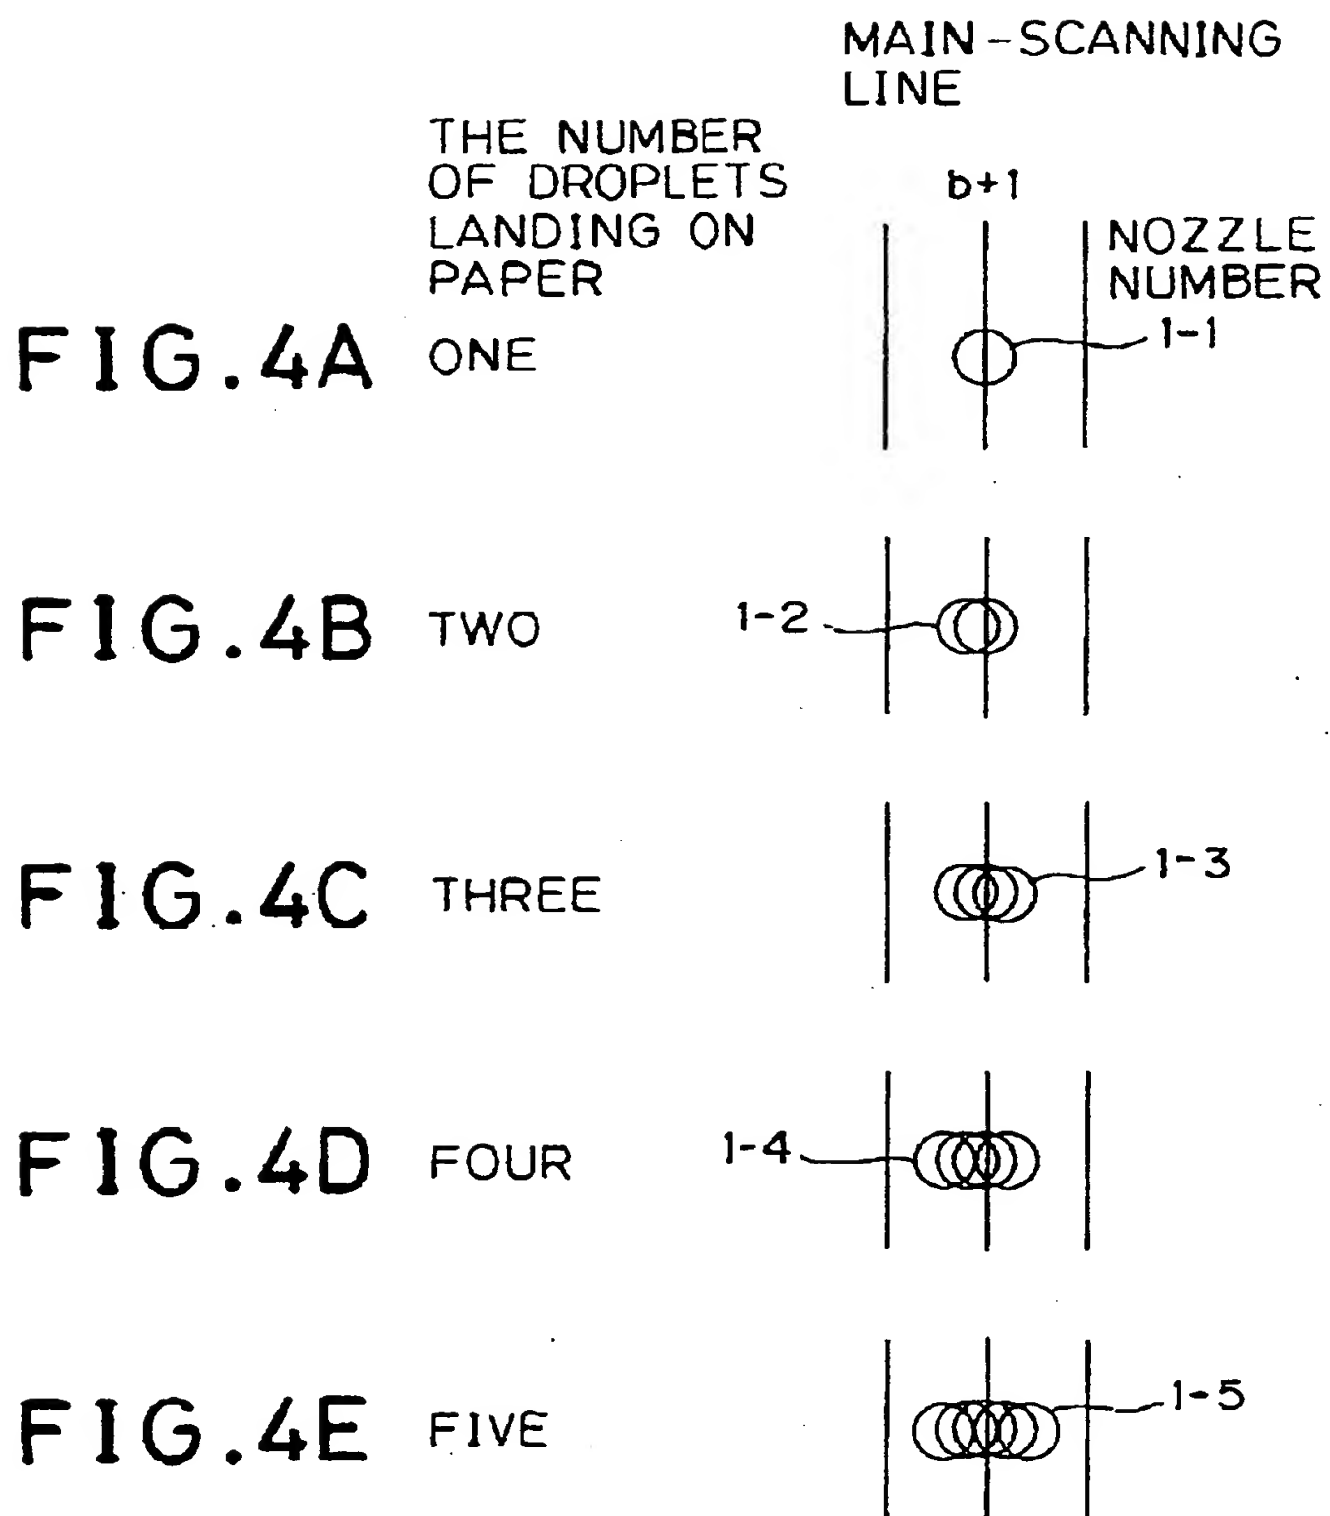 MAIN-SCANNING
LINE
THE NUMBER
OF DROPLETS
LANDING ON
PAPER
b+1
NOZZLE
NUMBER
FIG.4A ONE 1-1
FIG.4B TWO 1-2
FIG.4C THREE 1-3
FIG.4D FOUR 1-4
FIG.4E FIVE 1-5